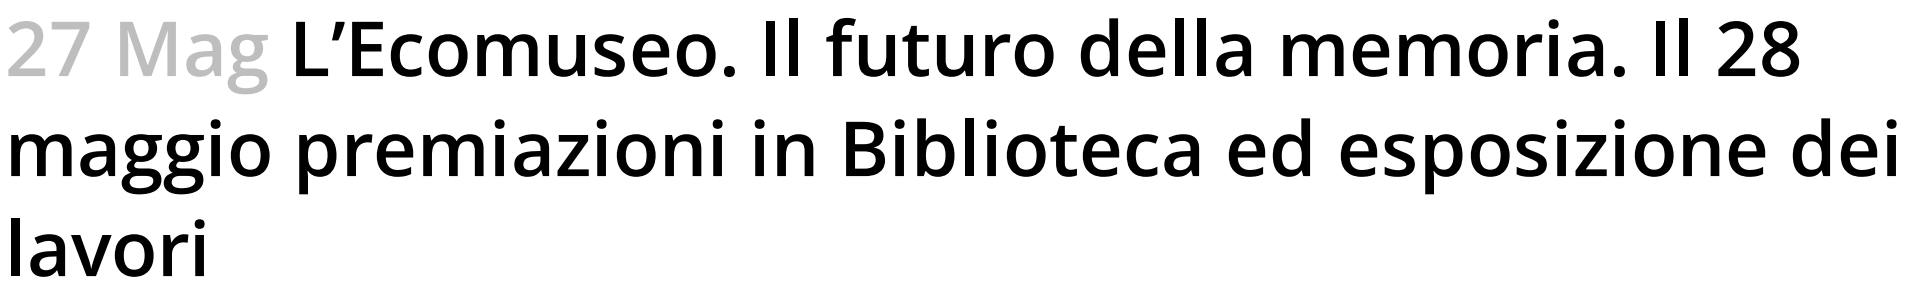 27 Mag L’Ecomuseo. Il futuro della memoria. Il 28
maggio premiazioni in Biblioteca ed esposizione dei
lavori